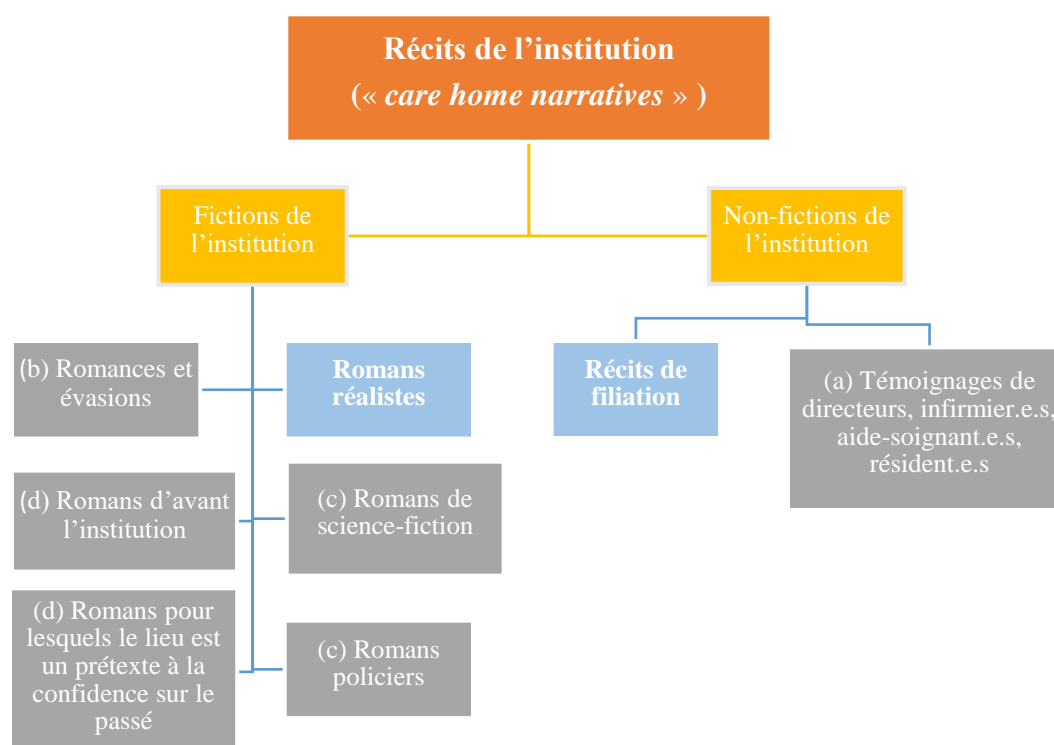 Récits de l’institution
(« care home narratives » )
Fictions de
l’institution
Non-fictions de
l’institution
(b) Romances et
évasions
Romans
réalistes
Récits de
filiation
(a) Témoignages de
directeurs, infirmier.e.s,
aide-soignant.e.s,
résident.e.s
(d) Romans d’avant
l’institution
(c) Romans de
science-fiction
(d) Romans pour
lesquels le lieu est
un prétexte à la
confidence sur le
passé
(c) Romans
policiers